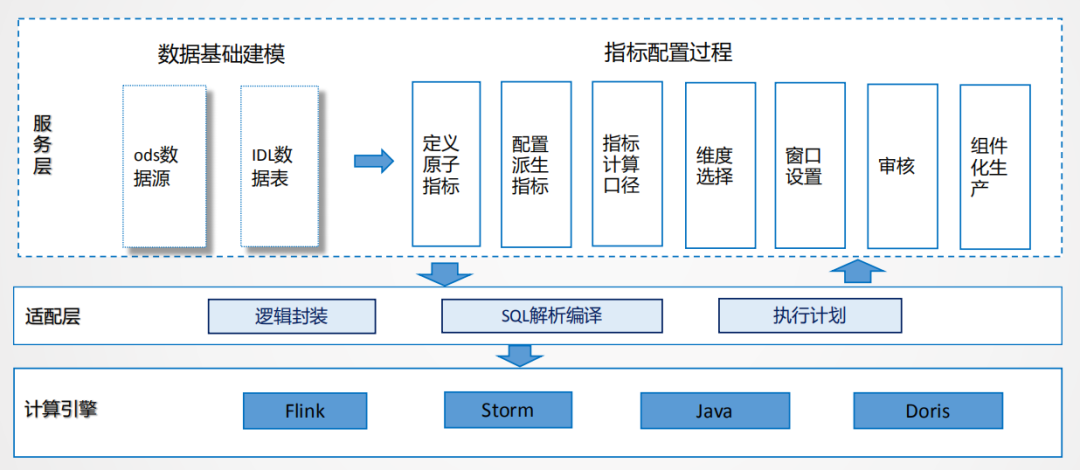 数据基础建模
指标配置过程
服
务
层
ods数
据源
IDL数
据表
定义
原子
指标
配置
派生
指标
指标
计算
口径
维度
选择
窗口
设置
审核
组件
化生
产
适配层
逻辑封装
SQL解析编译
执行计划
计算引擎
Flink
Storm
Java
Doris